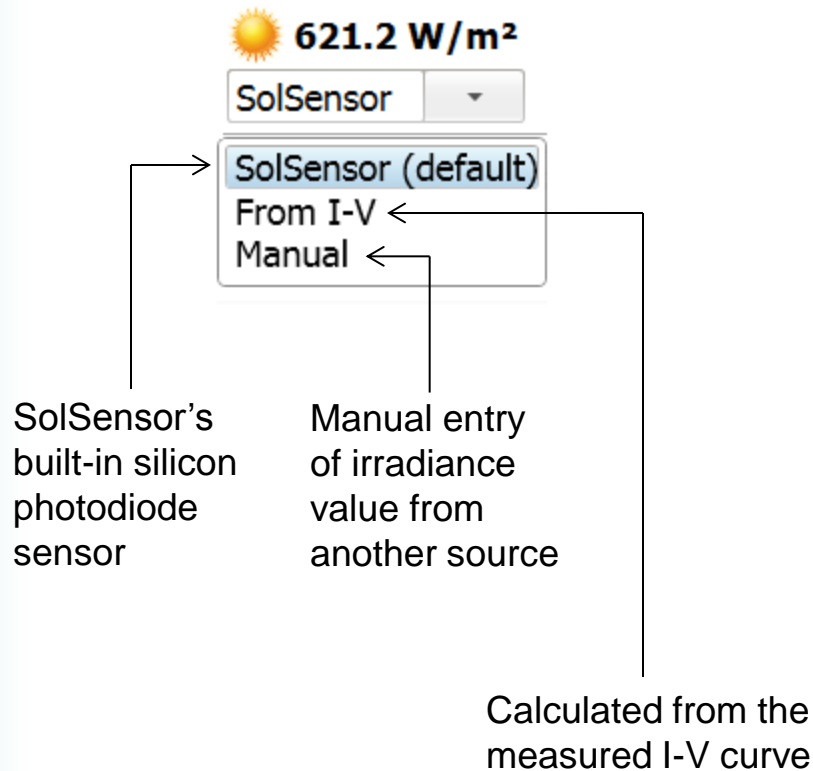 621.2 W/m²
SolSensor
SolSensor (default)
From I-V
Manual
SolSensor’s
built-in silicon
photodiode
sensor
Manual entry
of irradiance
value from
another source
Calculated from the
measured I-V curve